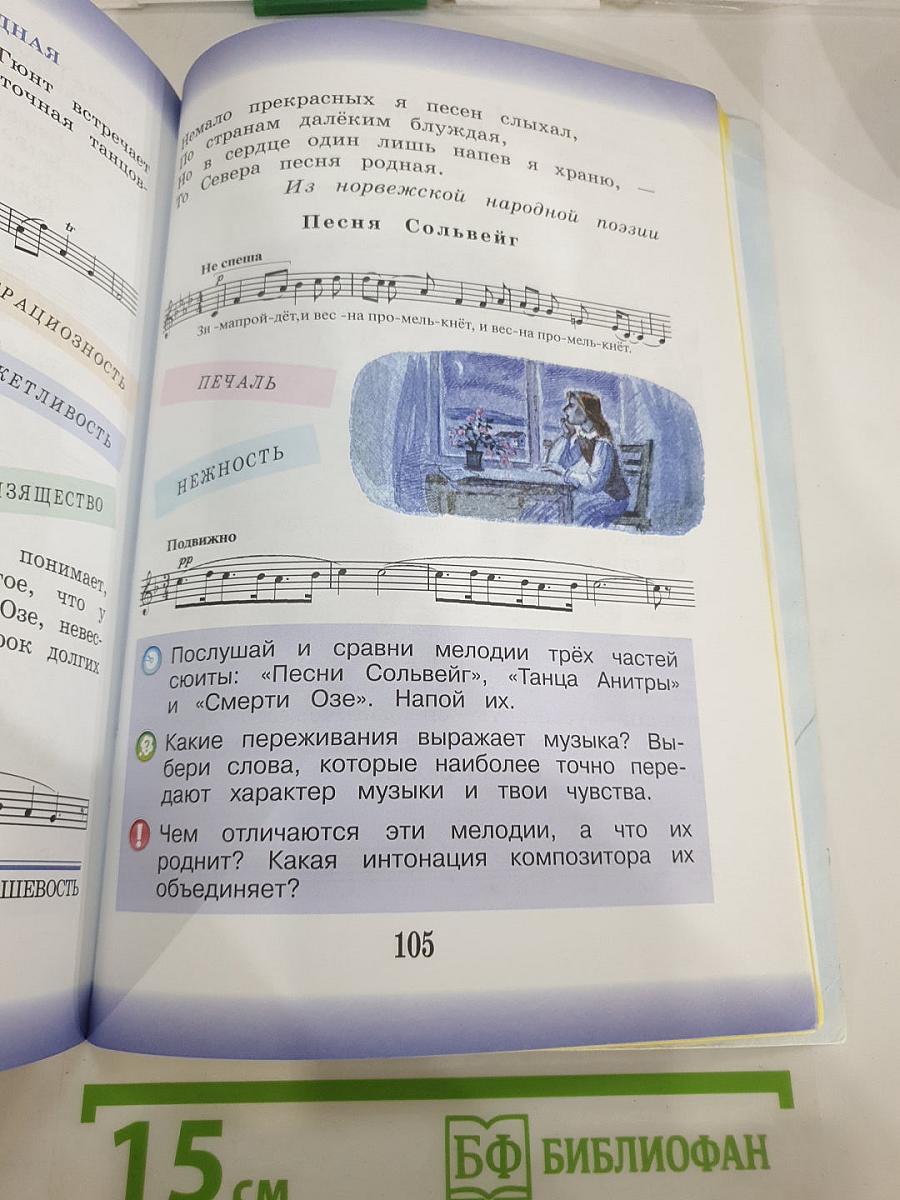 ДНАЯ
Гюнт встречает
точная танцов-
tr
РАЦИОЗНОСТЬ
КЕТЛИВОСТЬ
ИЗЯЩЕСТВО
понимает,
гое, что у
Озе, невес-
рок долгих
ШЕВОСТЬ
Немало прекрасных я песен слыхал,
По странам далёким блуждая,
Но в сердце один лишь напев я храню, —
То Севера песня родная.
Из норвежской народной поэзии
Песня Сольвейг
Не спеша
p
Зи -мапрой-дёт,и вес -на про-мель-кнёт, и вес-на про-мель-кнёт.
ПЕЧАЛЬ
НЕЖНОСТЬ
Подвижно
pp
Послушай и сравни мелодии трёх частей
сюиты: «Песни Сольвейг», «Танца Анитры»
и «Смерти Озе». Напой их.
Какие переживания выражает музыка? Вы-
бери слова, которые наиболее точно пере-
дают характер музыки и твои чувства.
Чем отличаются эти мелодии, а что их
роднит? Какая интонация композитора их
объединяет?
105
15 см
БФ БИБЛИОФАН